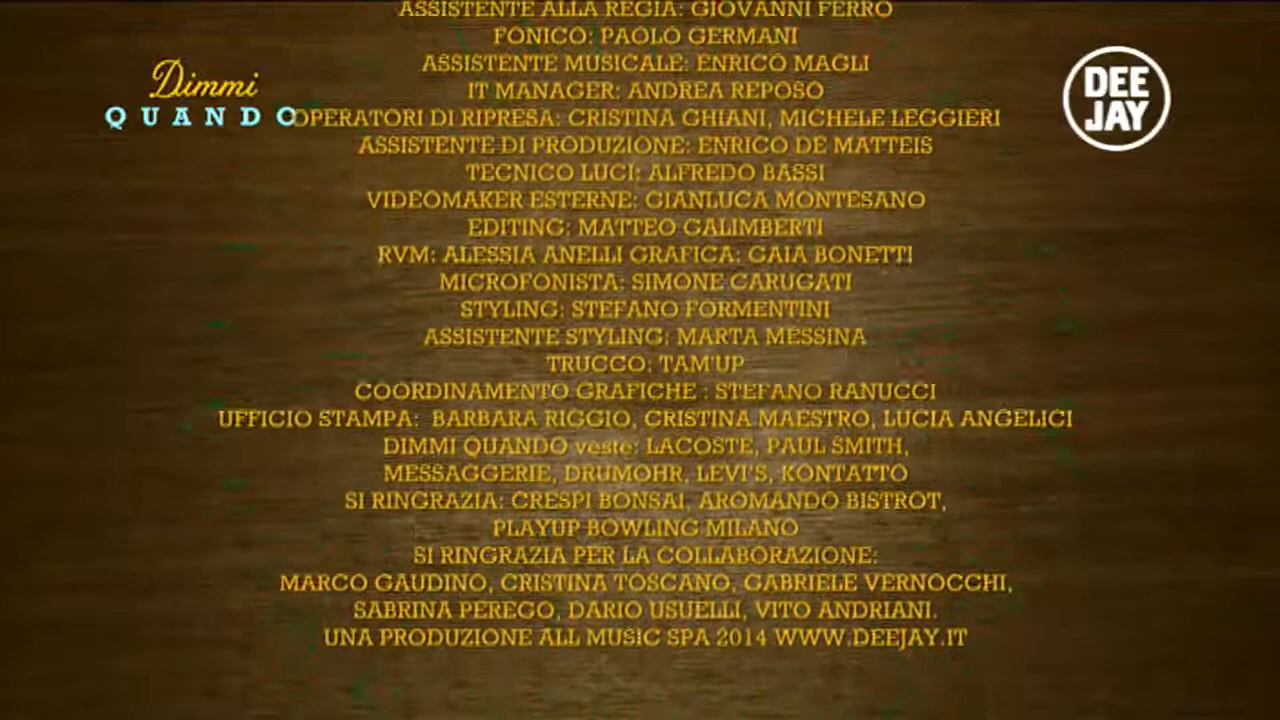 ASSISTENTE ALLA REGIA: GIOVANNI FERRO
FONICO: PAOLO GERMANI
ASSISTENTE MUSICALE: ENRICO MAGLI
IT MANAGER: ANDREA REPOSO
Dimmi
QUANDO
DEE
JAY
OPERATORI DI RIPRESA: CRISTINA GHIANI, MICHELE LEGGIERI
ASSISTENTE DI PRODUZIONE: ENRICO DE MATTEIS
TECNICO LUCI: ALFREDO BASSI
VIDEOMAKER ESTERNE: GIANLUCA MONTESANO
EDITING: MATTEO GALIMBERTI
RVM: ALESSIA ANELLI GRAFICA: GAIA BONETTI
MICROFONISTA: SIMONE CARUGATI
STYLING: STEFANO FORMENTINI
ASSISTENTE STYLING: MARTA MESSINA
TRUCCO: TAM'UP
COORDINAMENTO GRAFICHE : STEFANO RANUCCI
UFFICIO STAMPA: BARBARA RIGGIO, CRISTINA MAESTRO, LUCIA ANGELICI
DIMMI QUANDO veste: LACOSTE, PAUL SMITH,
MESSAGGERIE, DRUMOHR, LEVI'S, KONTATTO
SI RINGRAZIA: CRESPI BONSAI, AROMANDO BISTROT,
PLAYUP BOWLING MILANO
SI RINGRAZIA PER LA COLLABORAZIONE:
MARCO GAUDINO, CRISTINA TOSCANO, GABRIELE VERNOCCHI,
SABRINA PEREGO, DARIO USUELLI, VITO ANDRIANI.
UNA PRODUZIONE ALL MUSIC SPA 2014 WWW.DEEJAY.IT